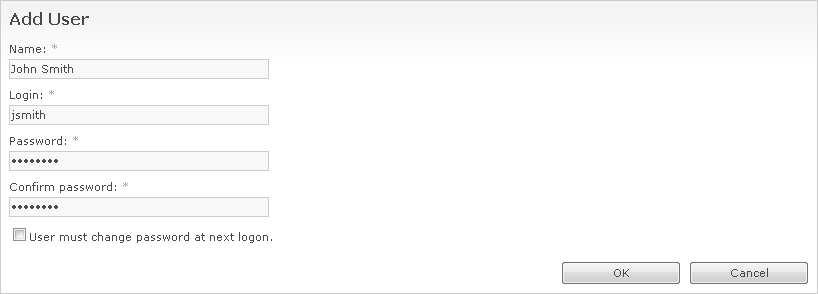 Add User
Name: *
John Smith
Login: *
jsmith
Password: *
••••••••
Confirm password: *
••••••••
User must change password at next logon.
OK Cancel